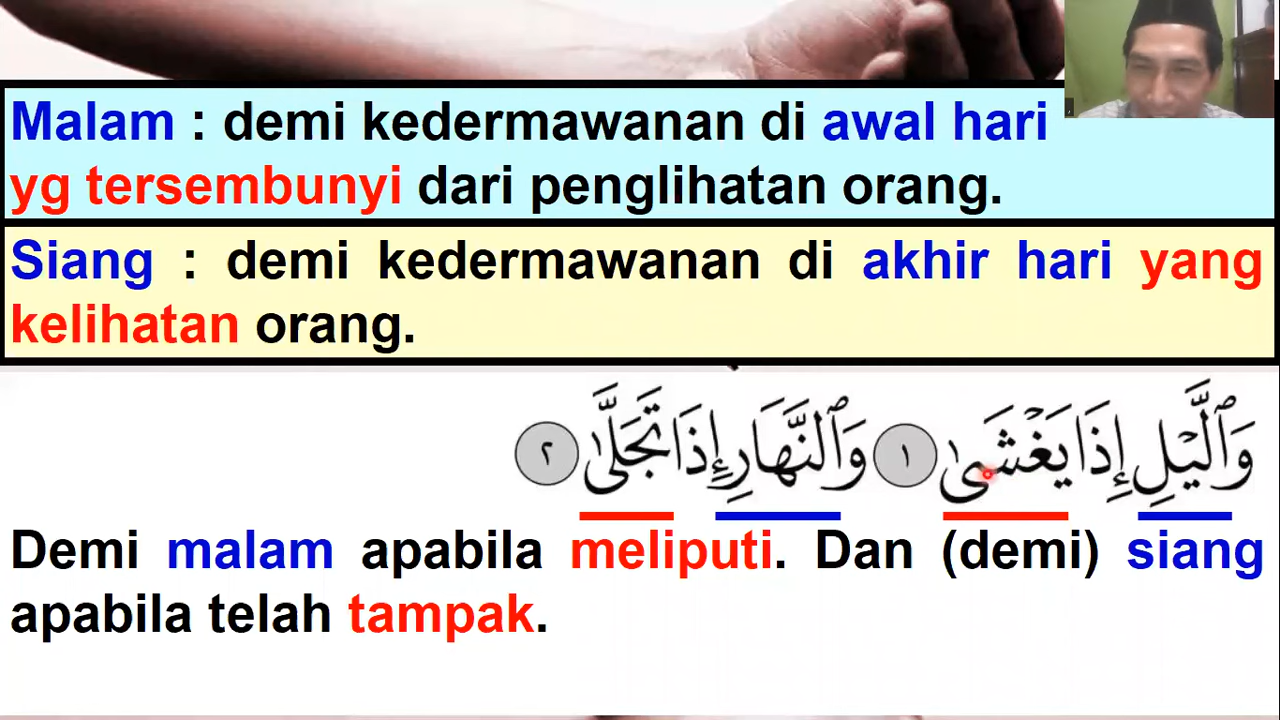 Malam : demi kedermawanan di awal hari
yg tersembunyi dari penglihatan orang.
Siang : demi kedermawanan di akhir hari yang
kelihatan orang.
وَٱلَّيْلِ إِذَا يَغْشَىٰ ١ وَٱلنَّهَارِ إِذَا تَجَلَّىٰ ٢
Demi malam apabila meliputi. Dan (demi) siang
apabila telah tampak.